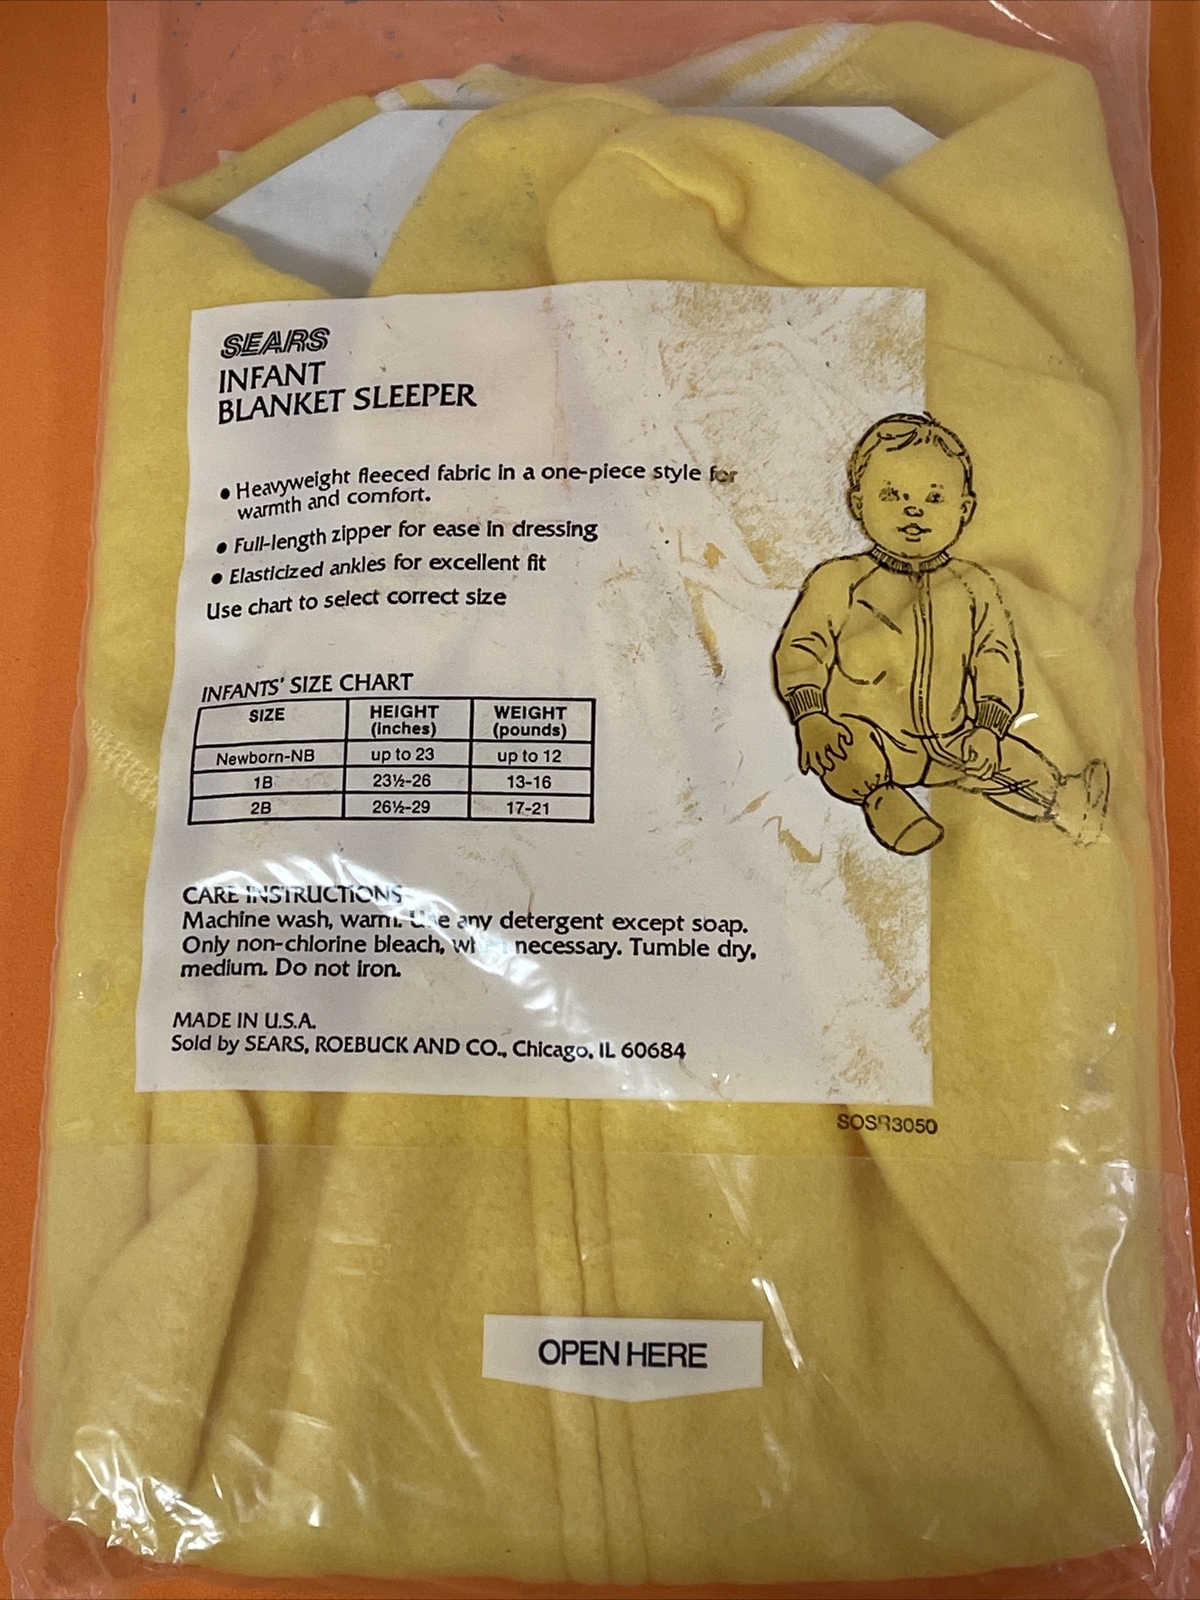 SEARS
INFANT
BLANKET SLEEPER
• Heavyweight fleeced fabric in a one-piece style for
warmth and comfort.
• Full-length zipper for ease in dressing
• Elasticized ankles for excellent fit
Use chart to select correct size
INFANTS' SIZE CHART
SIZE HEIGHT (inches) WEIGHT (pounds)
Newborn-NB up to 23 up to 12
1B 23½-26 13-16
2B 26½-29 17-21
CARE INSTRUCTIONS
Machine wash, warm. Use any detergent except soap.
Only non-chlorine bleach, when necessary. Tumble dry,
medium. Do not iron.
MADE IN U.S.A.
Sold by SEARS, ROEBUCK AND CO., Chicago, IL 60684
SOSR3050
OPEN HERE